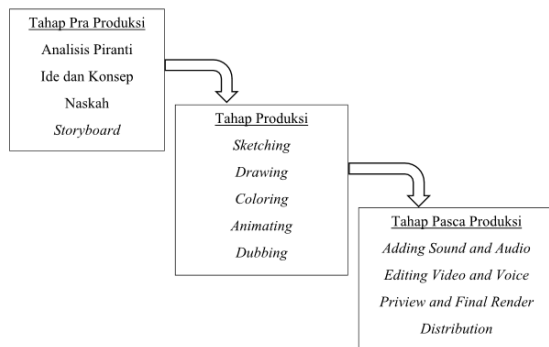 Tahap Pra Produksi
Analisis Piranti
Ide dan Konsep
Naskah
Storyboard
Tahap Produksi
Sketching
Drawing
Coloring
Animating
Dubbing
Tahap Pasca Produksi
Adding Sound and Audio
Editing Video and Voice
Priview and Final Render
Distribution